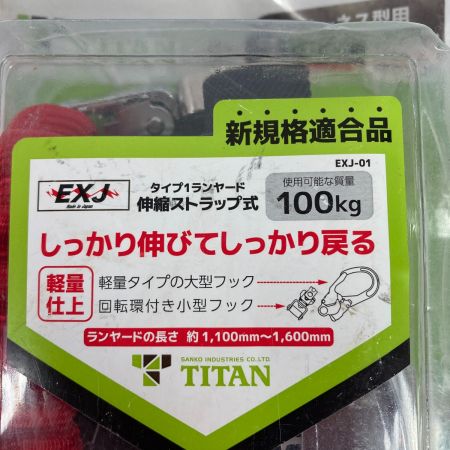 ネス型用
新規格適合品
EXJ-01
EXJ
Made in Japan
タイプ1ランヤード
伸縮ストラップ式
使用可能な質量
100kg
しっかり伸びてしっかり戻る
軽量
仕上
軽量タイプの大型フック
回転環付き小型フック
ランヤードの長さ 約1,100mm〜1,600mm
SANKO INDUSTRIES CO.,LTD.
TITAN